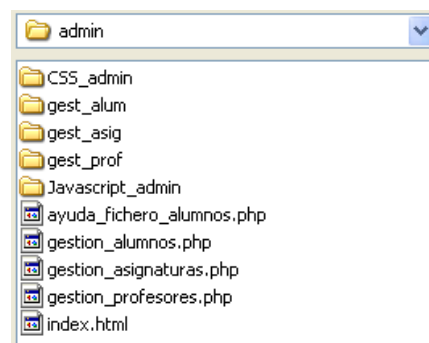 admin
CSS_admin
gest_alum
gest_asig
gest_prof
Javascript_admin
ayuda_fichero_alumnos.php
gestion_alumnos.php
gestion_asignaturas.php
gestion_profesores.php
index.html